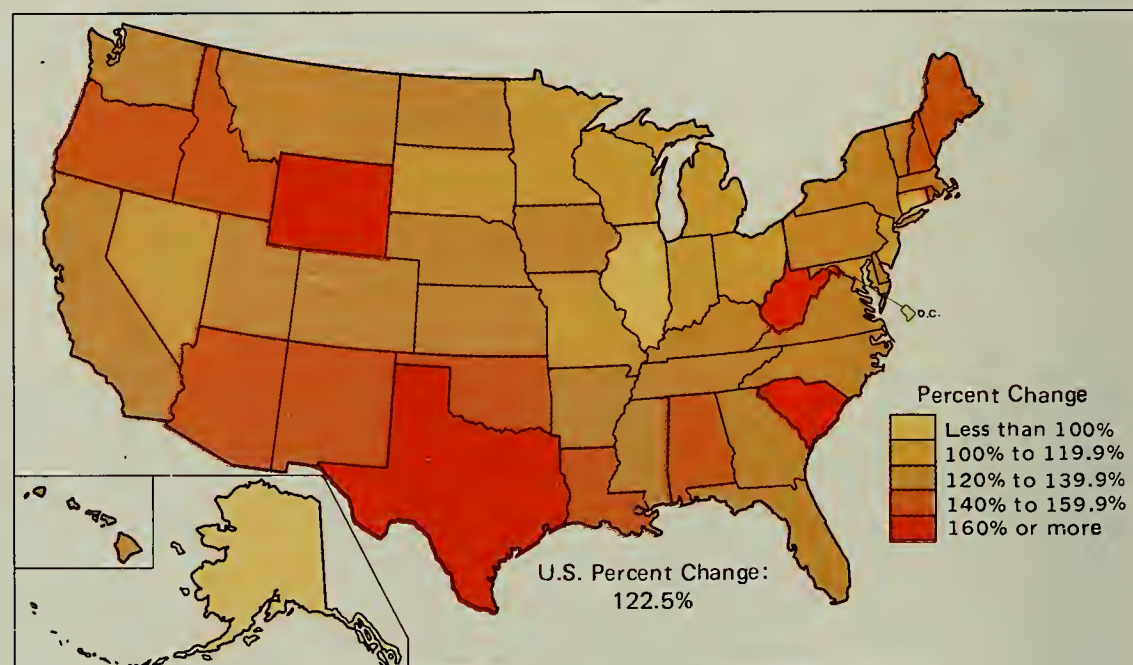 D.C.
Percent Change
Less than 100%
100% to 119.9%
120% to 139.9%
140% to 159.9%
160% or more
U.S. Percent Change:
122.5%